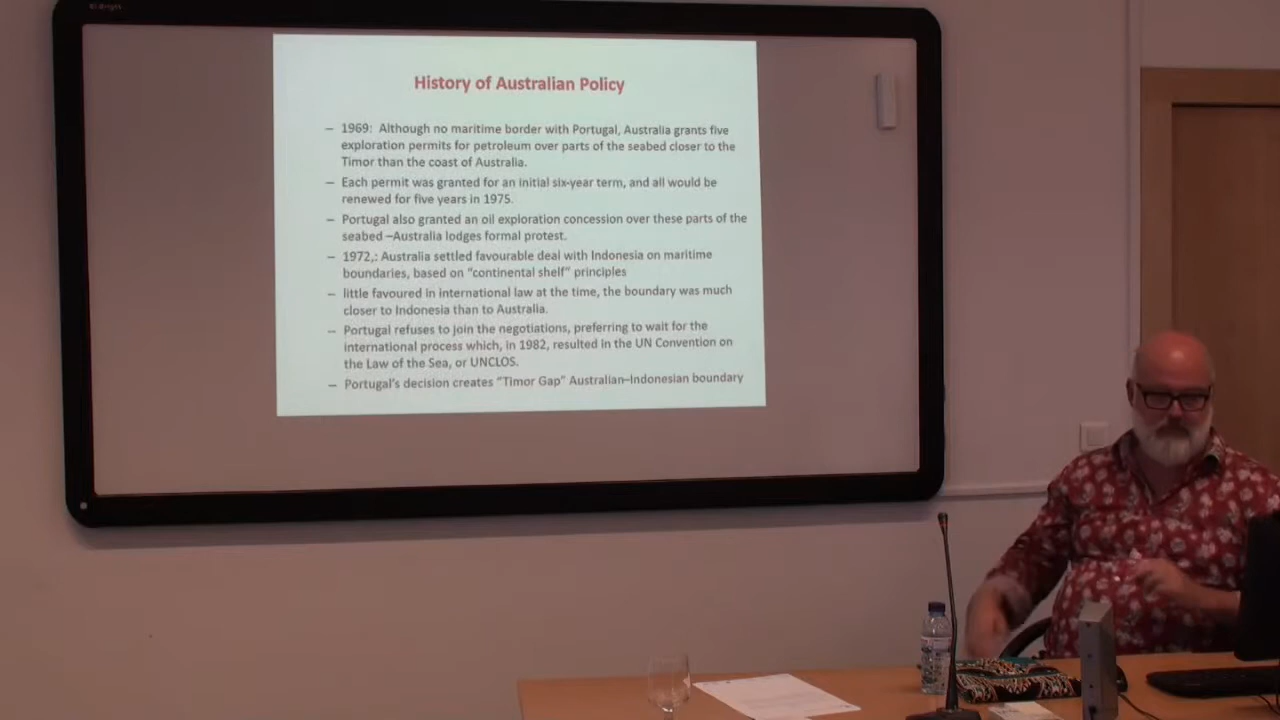 History of Australian Policy
– 1969: Although no maritime border with Portugal, Australia grants five
exploration permits for petroleum over parts of the seabed closer to the
Timor than the coast of Australia.
– Each permit was granted for an initial six-year term, and all would be
renewed for five years in 1975.
– Portugal also granted an oil exploration concession over these parts of the
seabed –Australia lodges formal protest.
– 1972,: Australia settled favourable deal with Indonesia on maritime
boundaries, based on “continental shelf” principles
– little favoured in international law at the time, the boundary was much
closer to Indonesia than to Australia.
– Portugal refuses to join the negotiations, preferring to wait for the
international process which, in 1982, resulted in the UN Convention on
the Law of the Sea, or UNCLOS.
– Portugal’s decision creates “Timor Gap” Australian–Indonesian boundary